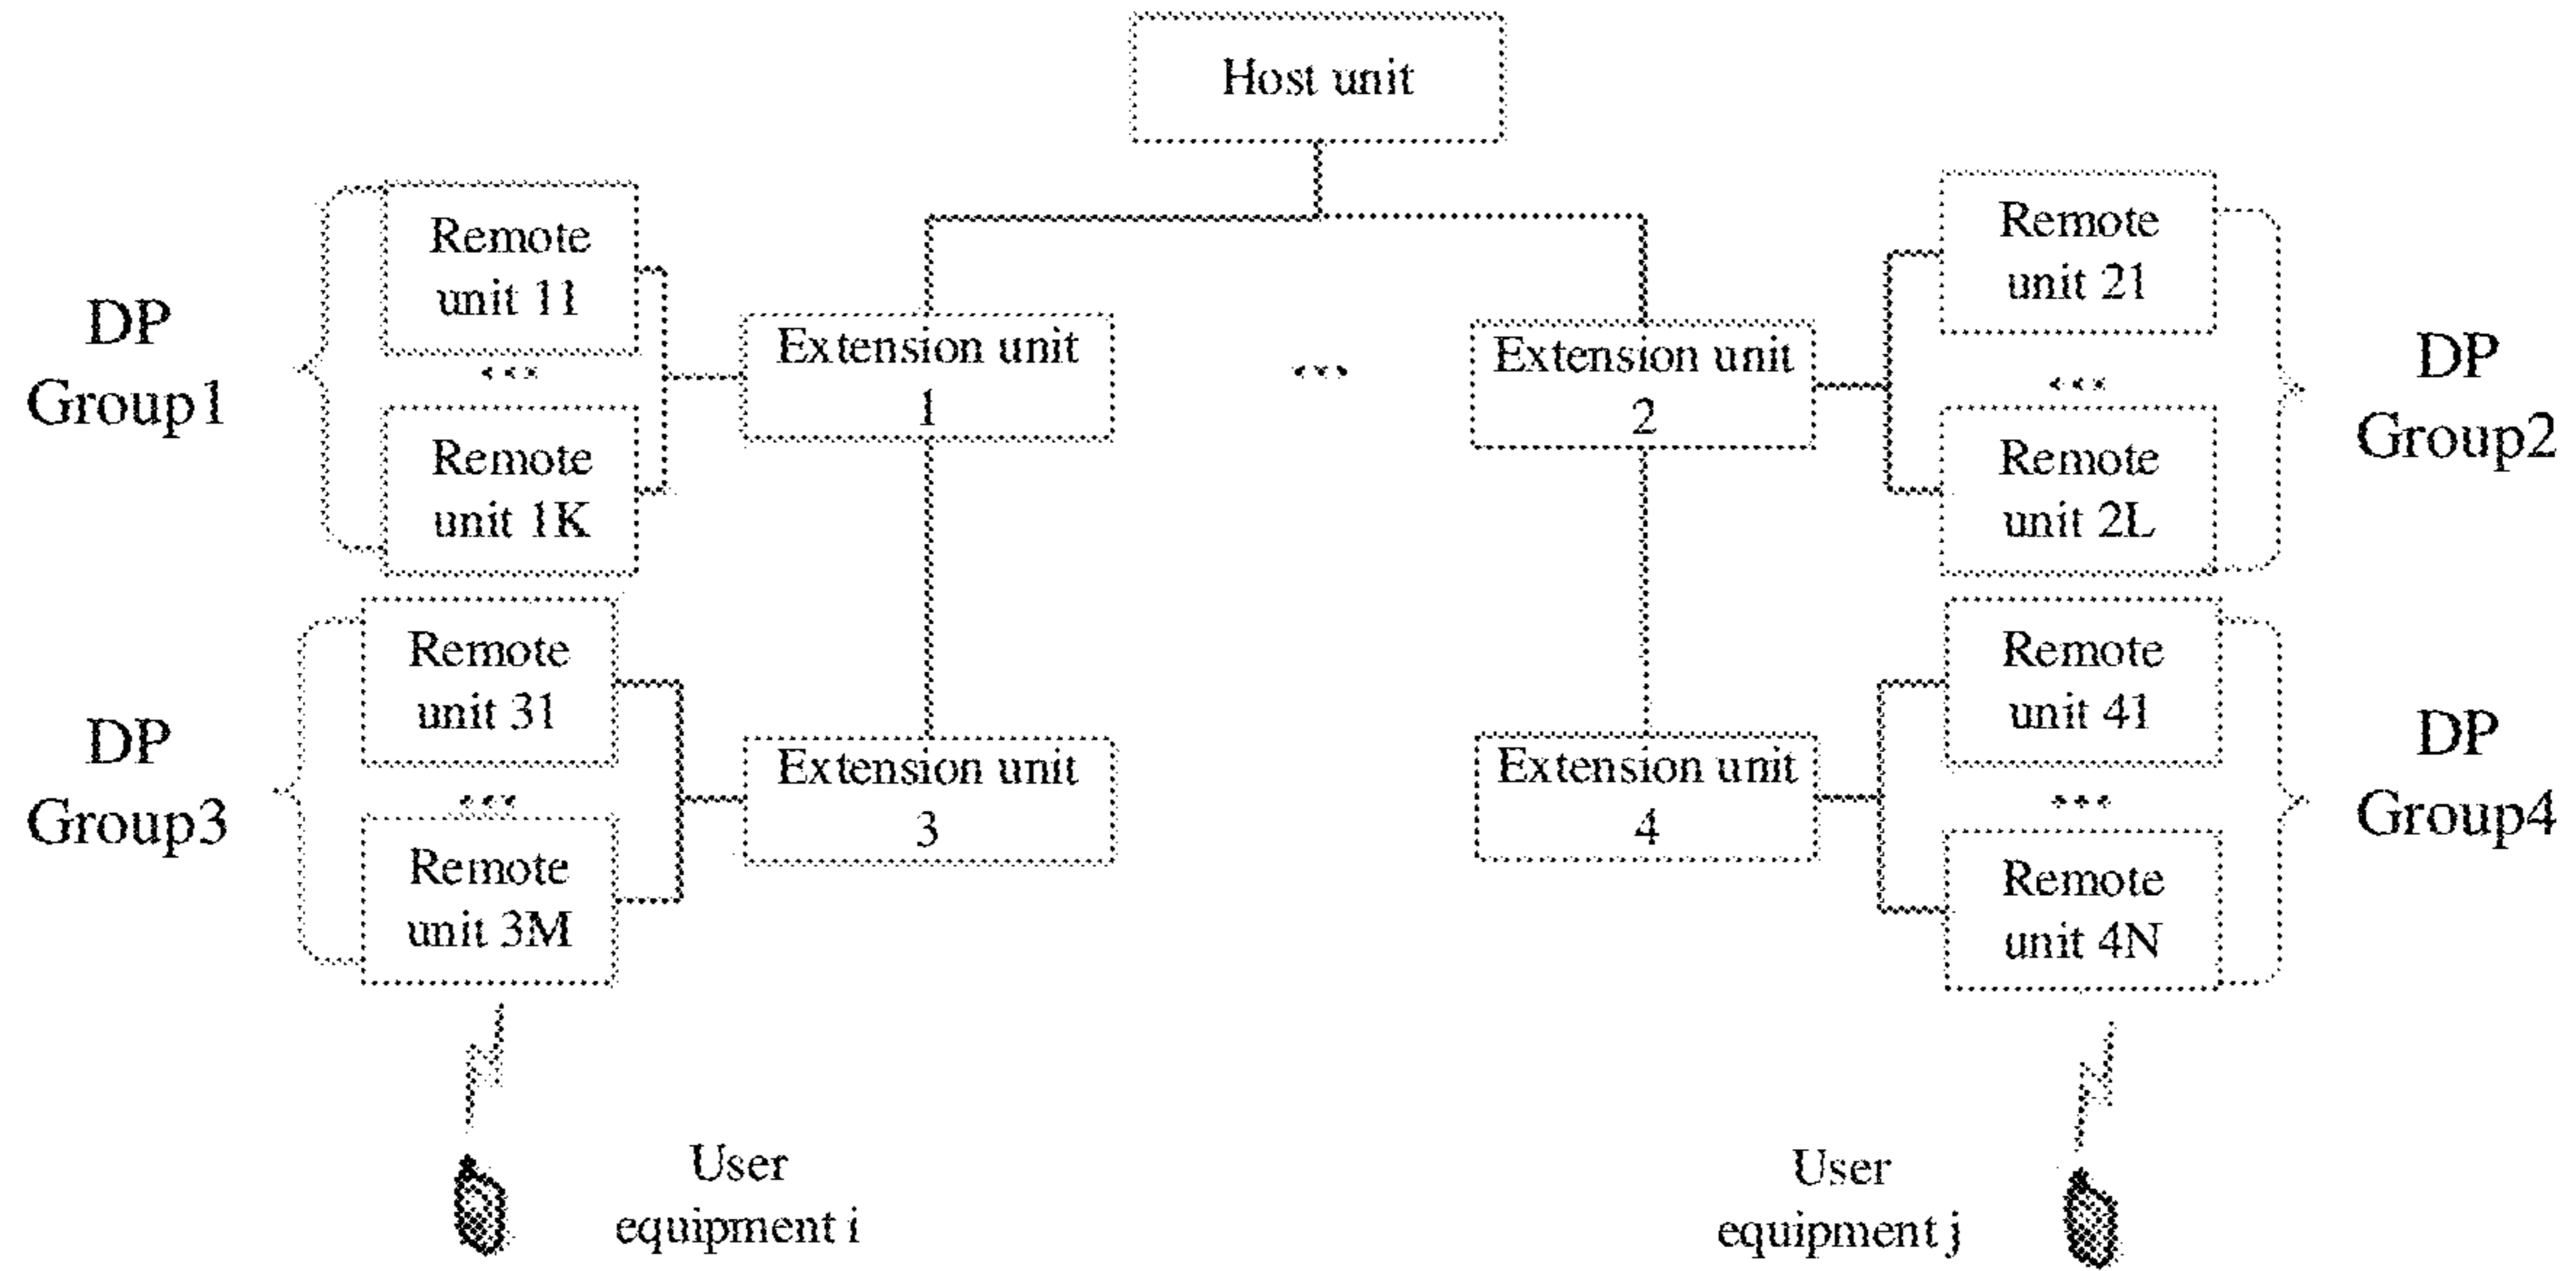 Host unit
DP
Group1
Remote
unit 11
...
Remote
unit 1K
Extension unit
1
...
Extension unit
2
Remote
unit 21
...
Remote
unit 2L
DP
Group2
DP
Group3
Remote
unit 31
...
Remote
unit 3M
Extension unit
3
Extension unit
4
Remote
unit 41
...
Remote
unit 4N
DP
Group4
User
equipment i
User
equipment j